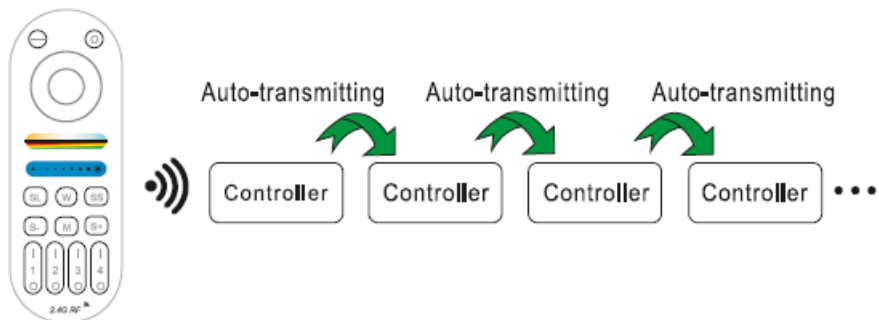 Auto-transmitting Auto-transmitting Auto-transmitting
Controller Controller Controller Controller •••
SL W SS
S- M S+
1 2 3 4
2.4G RF